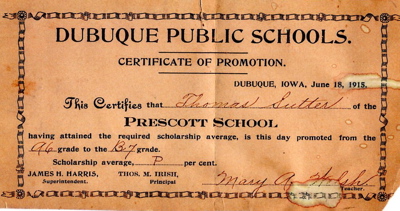 DUBUQUE PUBLIC SCHOOLS.
CERTIFICATE OF PROMOTION.
DUBUQUE, IOWA, June 18, 1915.
This Certifies that Thomas Sutter of the
PRESCOTT SCHOOL
having attained the required scholarship average, is this day promoted from the
A6 grade to the B7 grade.
Scholarship average, P per cent.
JAMES H. HARRIS, THOS. M. IRISH, Mary A.
Superintendent. Principal Teacher.